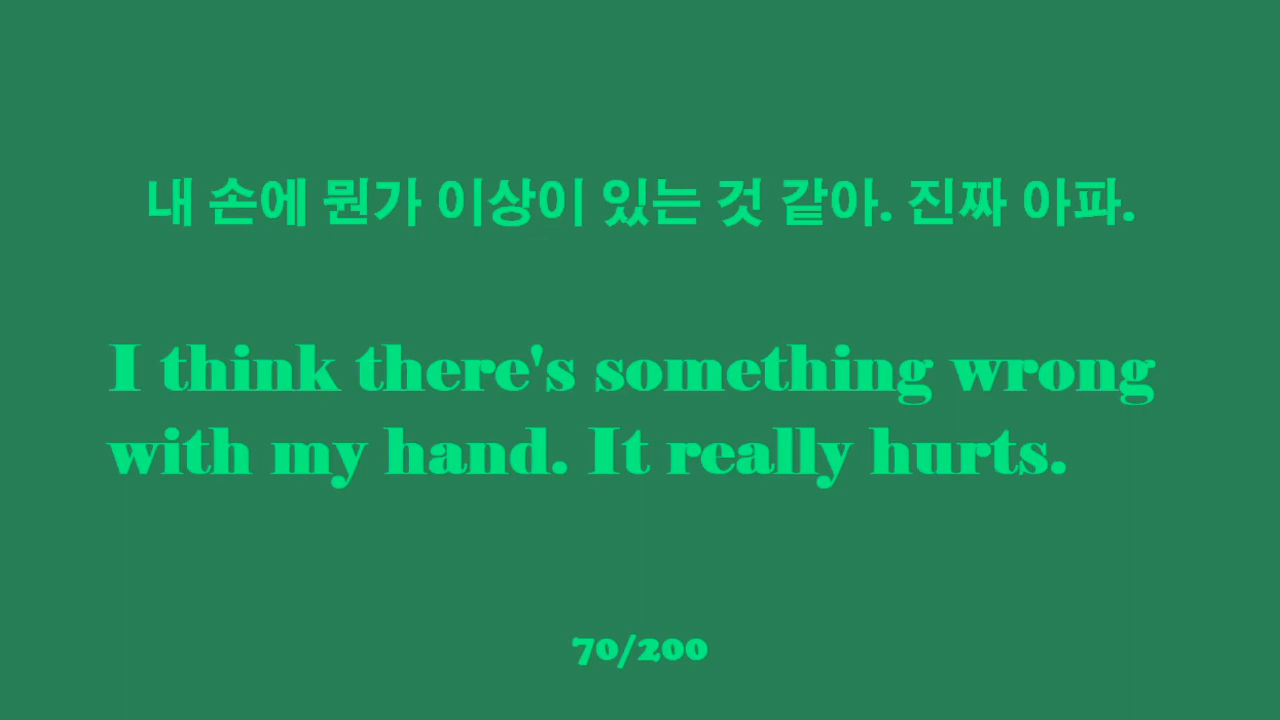 내 손에 뭔가 이상이 있는 것 같아. 진짜 아파.
I think there's something wrong
with my hand. It really hurts.
70/200